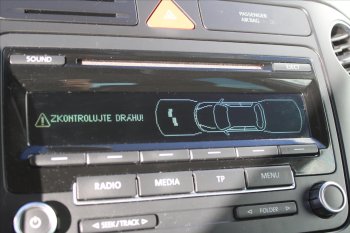 PASSENGER
AIRBAG
SOUND
EJECT
ZKONTROLUJTE DRÁHU!
RADIO
MEDIA
TP
MENU
SEEK/TRACK
FOLDER